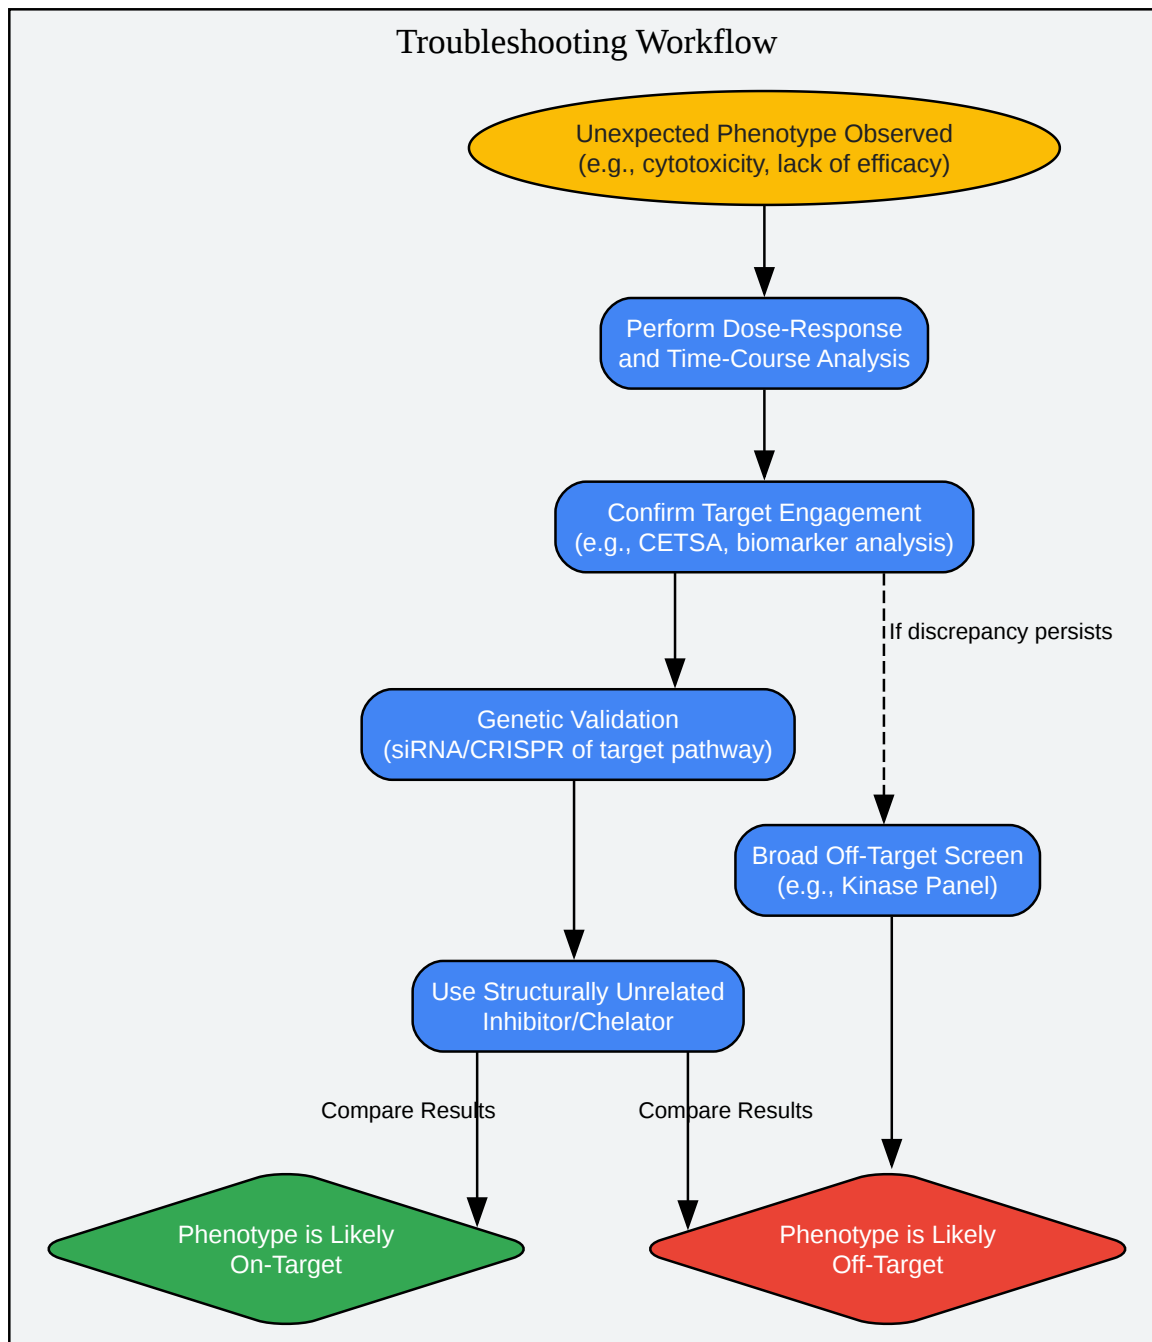 Troubleshooting Workflow
Unexpected Phenotype Observed
(e.g., cytotoxicity, lack of efficacy)
Perform Dose-Response
and Time-Course Analysis
Confirm Target Engagement
(e.g., CETSA, biomarker analysis)
If discrepancy persists
Genetic Validation
(siRNA/CRISPR of target pathway)
Broad Off-Target Screen
(e.g., Kinase Panel)
Use Structurally Unrelated
Inhibitor/Chelator
Compare Results
Compare Results
Phenotype is Likely
On-Target
Phenotype is Likely
Off-Target